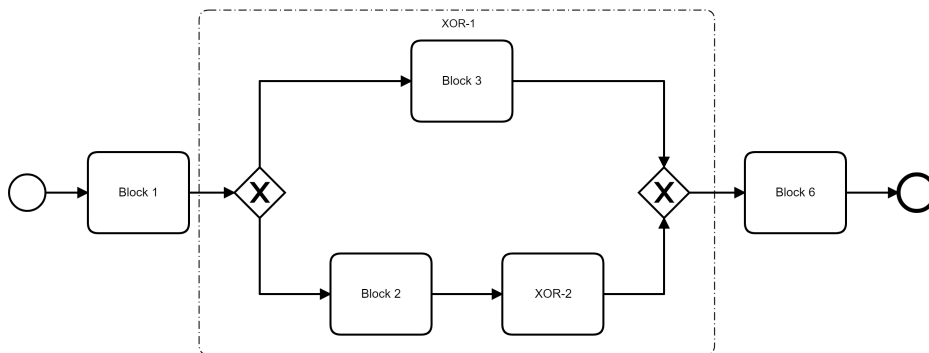 XOR-1
Block 3
Block 1
X
X
Block 6
Block 2
XOR-2